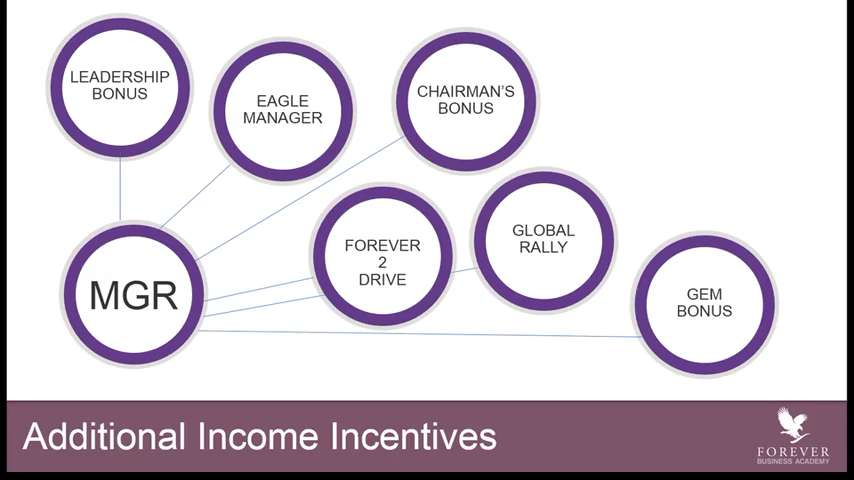 LEADERSHIP
BONUS
EAGLE
MANAGER
CHAIRMAN'S
BONUS
MGR
FOREVER
2
DRIVE
GLOBAL
RALLY
GEM
BONUS
Additional Income Incentives
FOREVER
BUSINESS ACADEMY